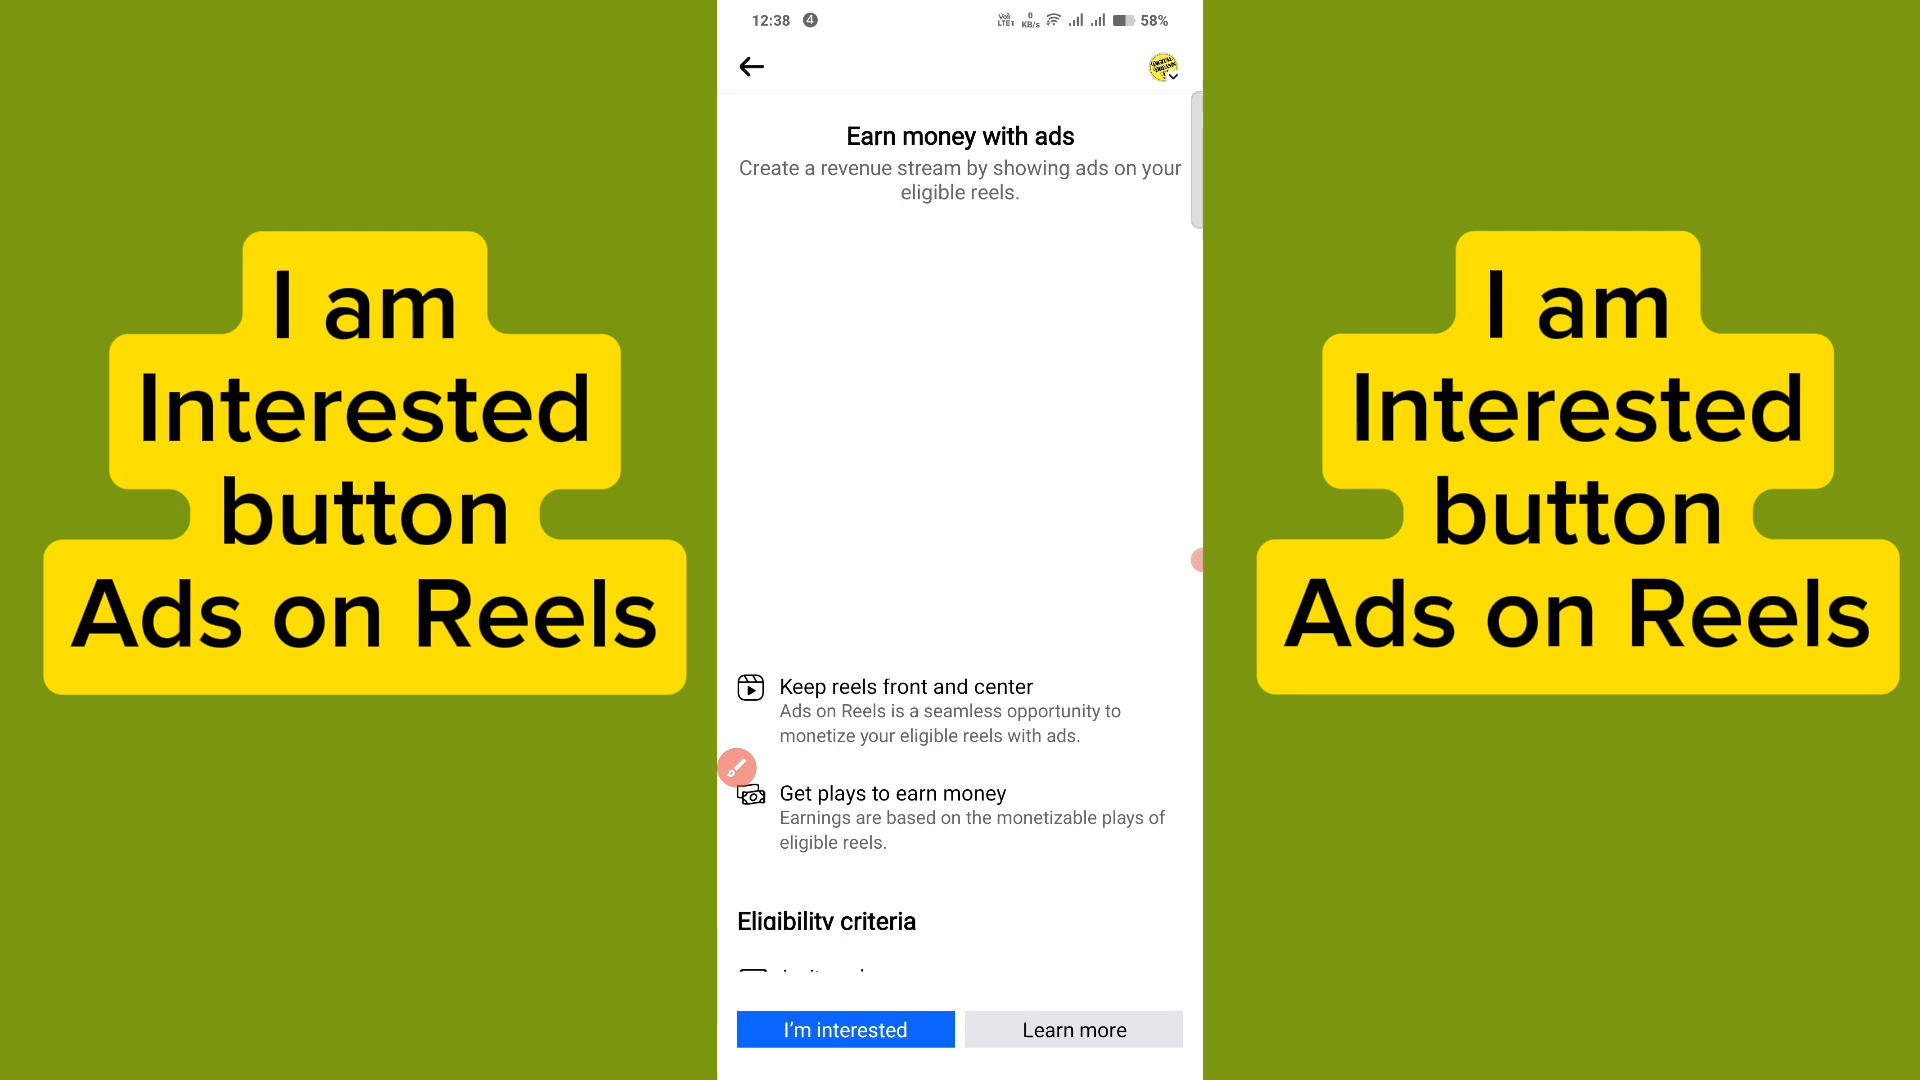 I am
Interested
button
Ads on Reels
12:38 4
0
KB/s
58%
Earn money with ads
Create a revenue stream by showing ads on your
eligible reels.
Keep reels front and center
Ads on Reels is a seamless opportunity to
monetize your eligible reels with ads.
Get plays to earn money
Earnings are based on the monetizable plays of
eligible reels.
Eligibility criteria
I'm interested
Learn more
I am
Interested
button
Ads on Reels